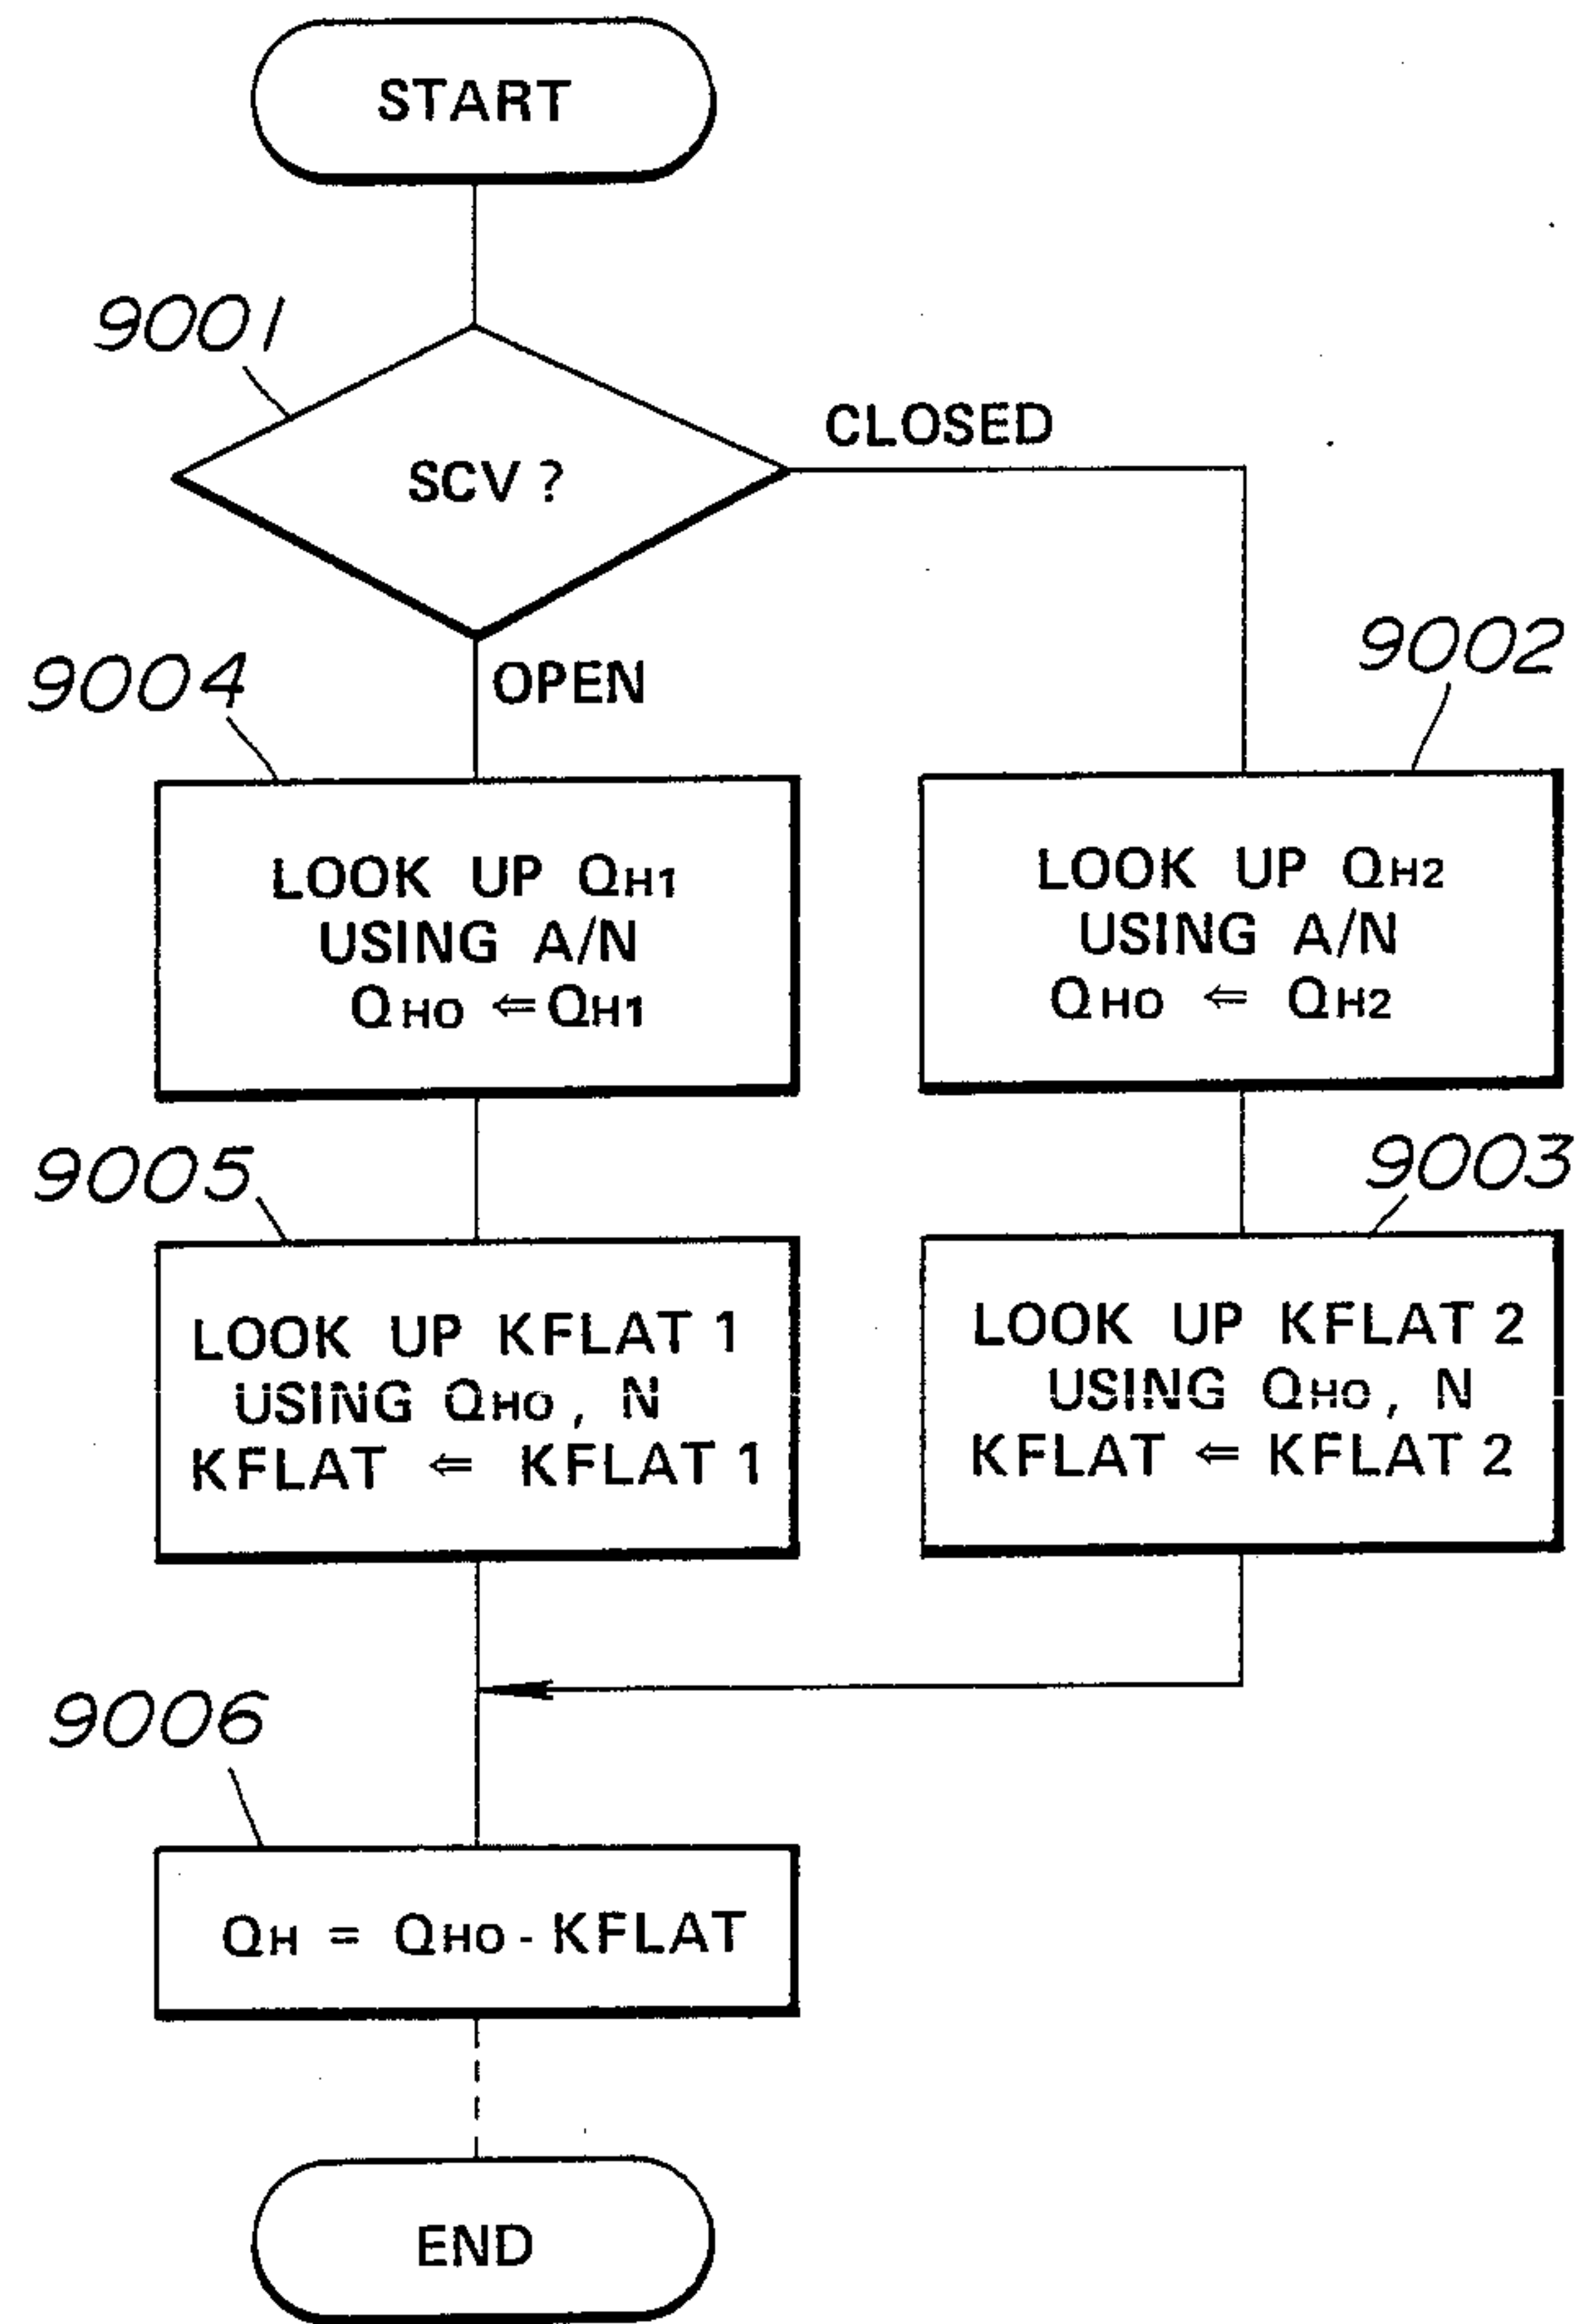 START
9001
SCV?
CLOSED
OPEN
9004
LOOK UP QH1
USING A/N
QHO ⇐ QH1
9002
LOOK UP QH2
USING A/N
QHO ⇐ QH2
9005
LOOK UP KFLAT 1
USING QHO, N
KFLAT ⇐ KFLAT 1
9003
LOOK UP KFLAT 2
USING QHO, N
KFLAT ⇐ KFLAT 2
9006
QH = QHO - KFLAT
END